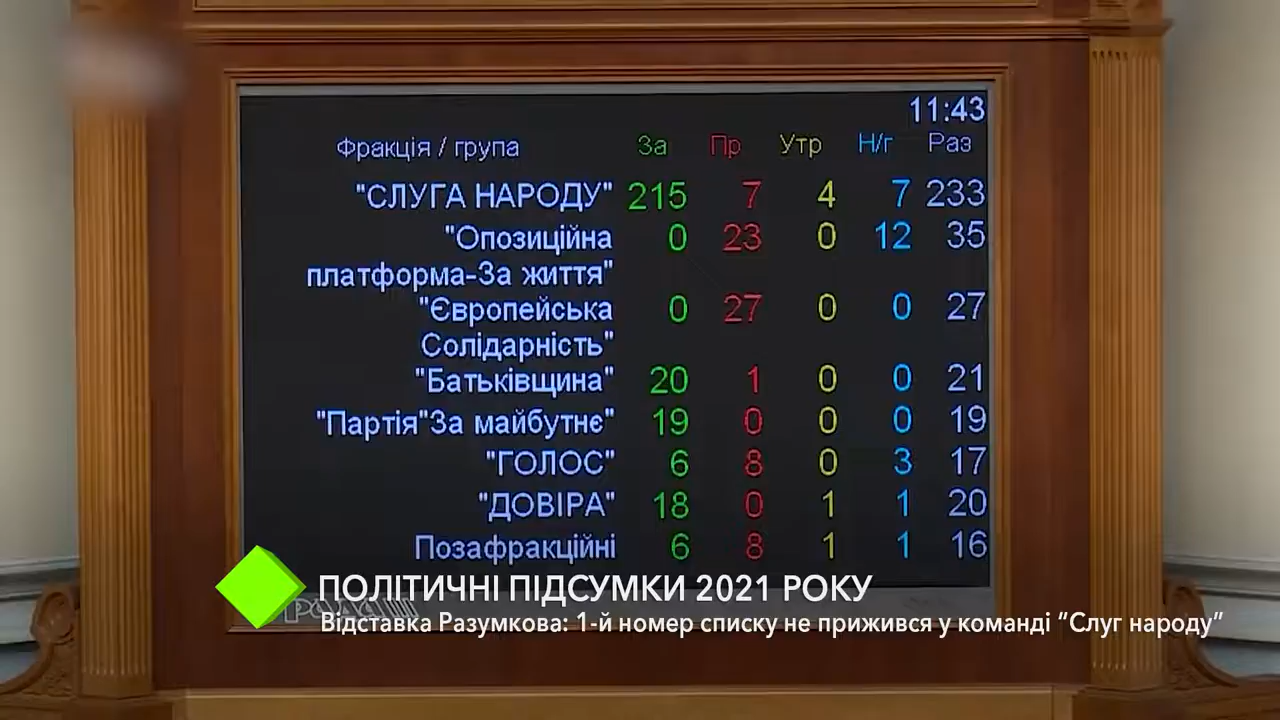 11:43
Фракція / група За Пр Утр Н/г Раз
"СЛУГА НАРОДУ" 215 7 4 7 233
"Опозиційна 0 23 0 12 35
платформа-За життя"
"Європейська 0 27 0 0 27
Солідарність"
"Батьківщина" 20 1 0 0 21
"Партія"За майбутнє" 19 0 0 0 19
"ГОЛОС" 6 8 0 3 17
"ДОВІРА" 18 0 1 1 20
Позафракційні 6 8 1 1 16
ПОЛІТИЧНІ ПІДСУМКИ 2021 РОКУ
Відставка Разумкова: 1-й номер списку не прижився у команді "Слуг народу"